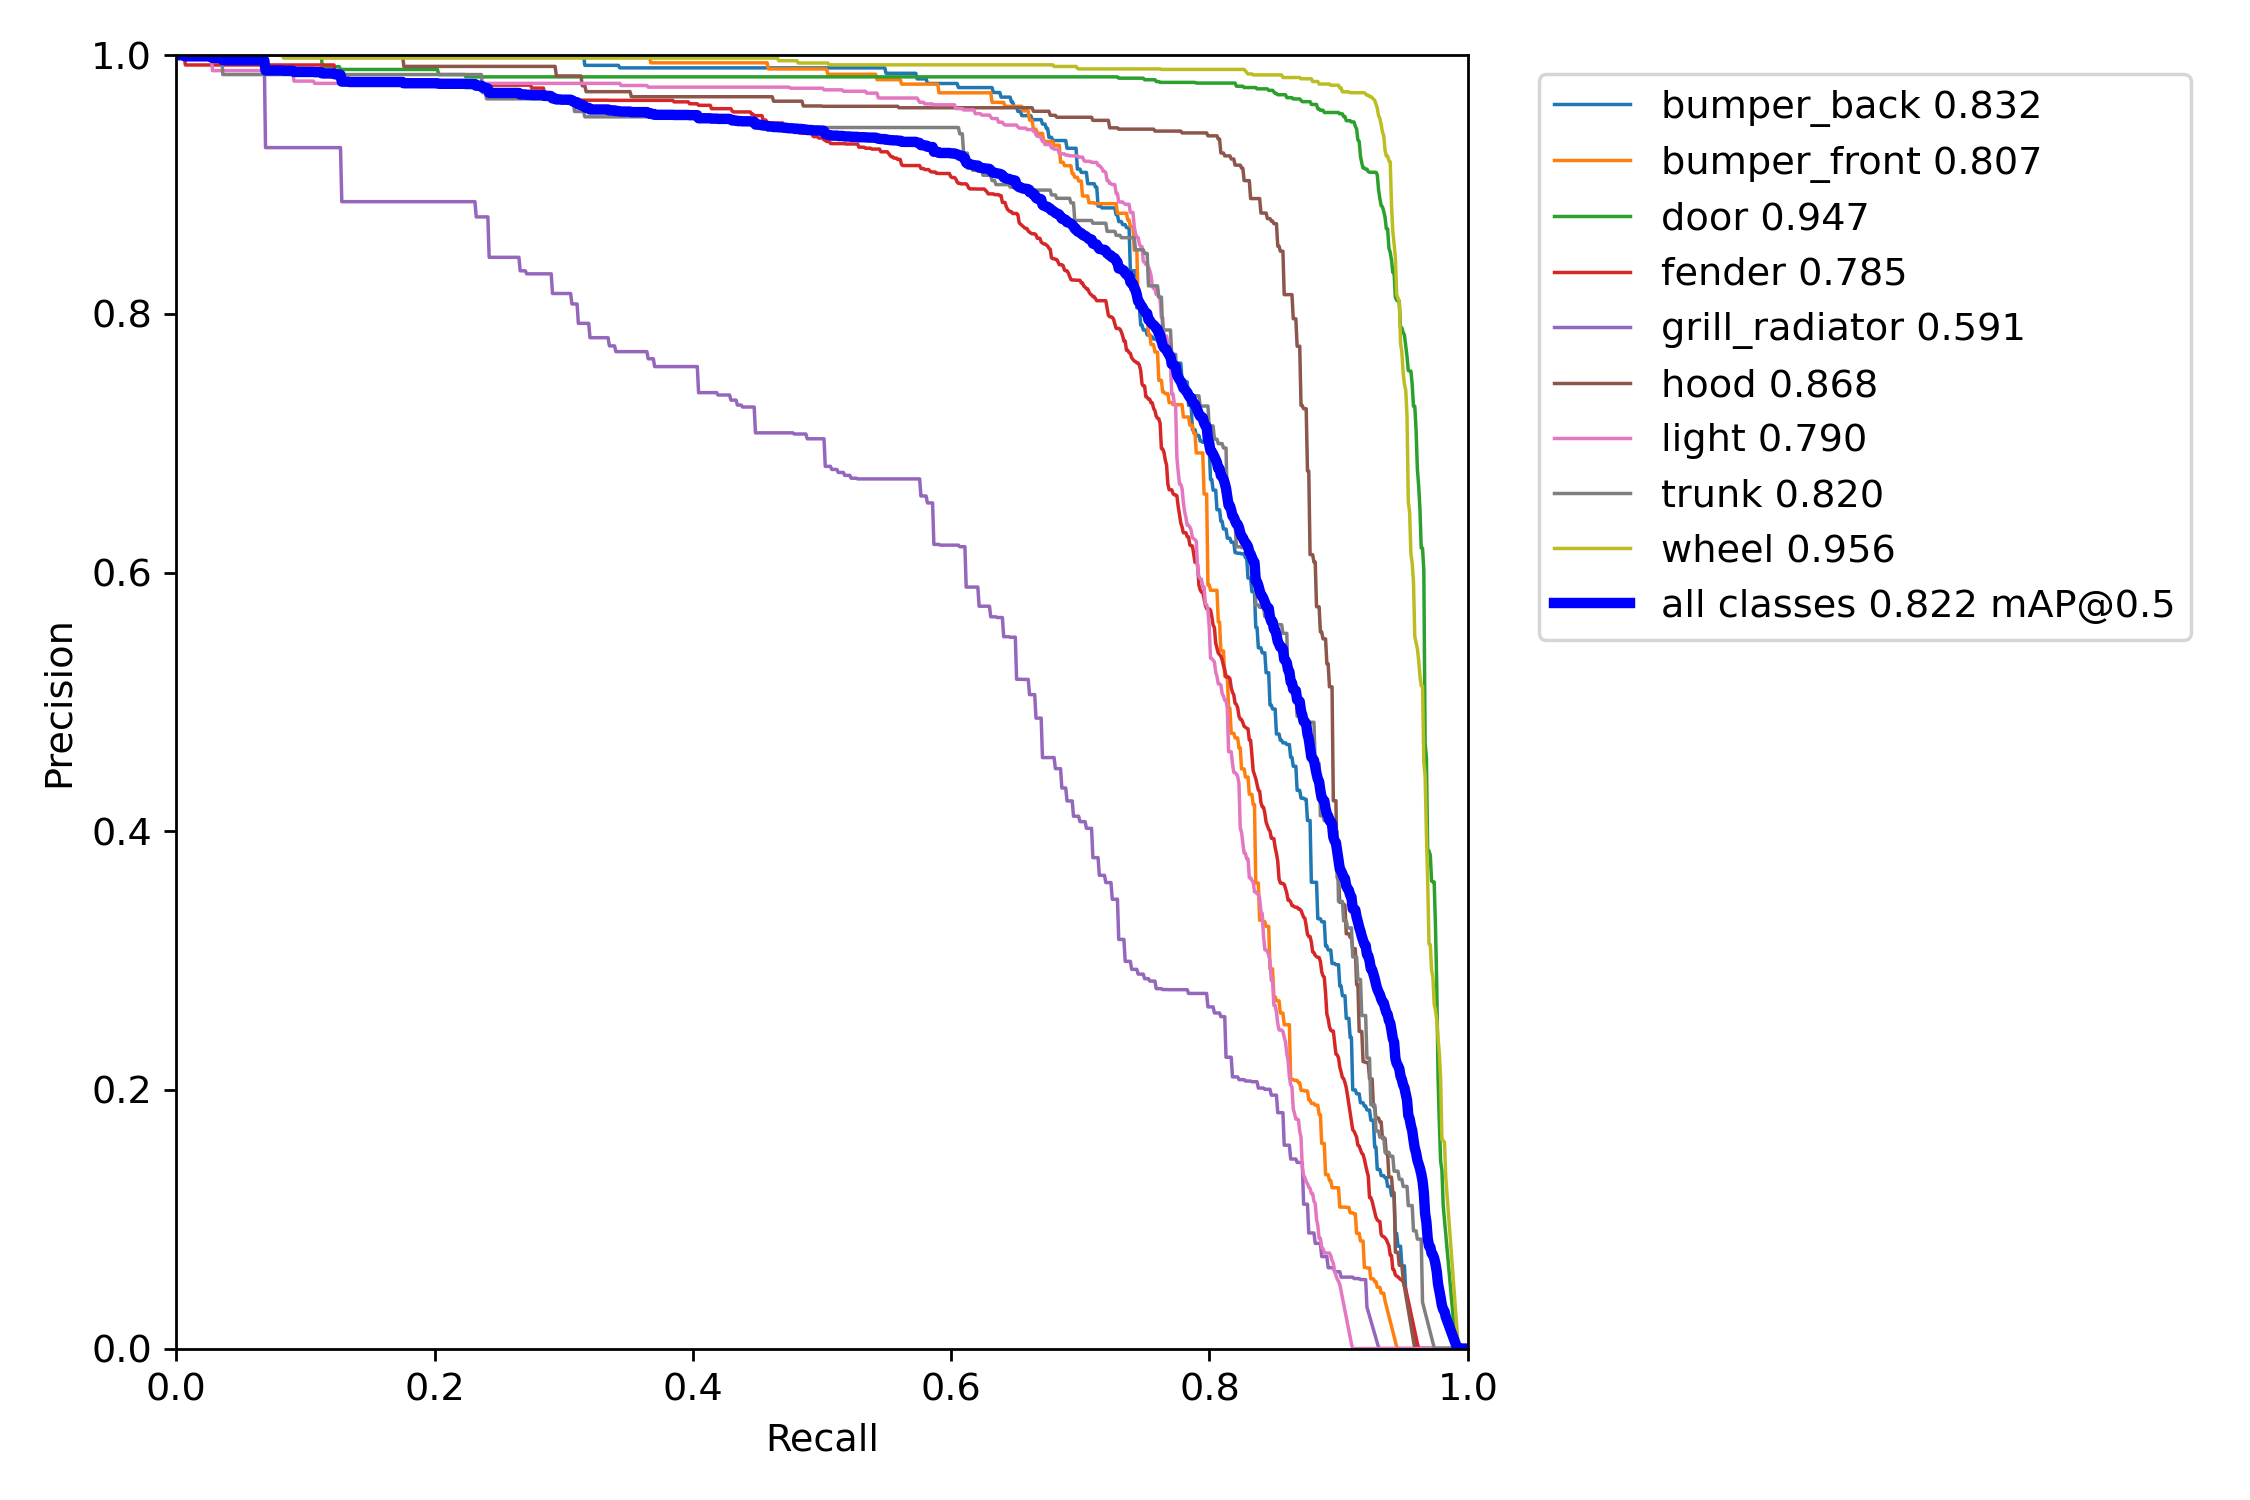 1.0
0.8
0.6
0.4
0.2
0.0
Precision
0.0 0.2 0.4 0.6 0.8 1.0
Recall
bumper_back 0.832
bumper_front 0.807
door 0.947
fender 0.785
grill_radiator 0.591
hood 0.868
light 0.790
trunk 0.820
wheel 0.956
all classes 0.822 mAP@0.5